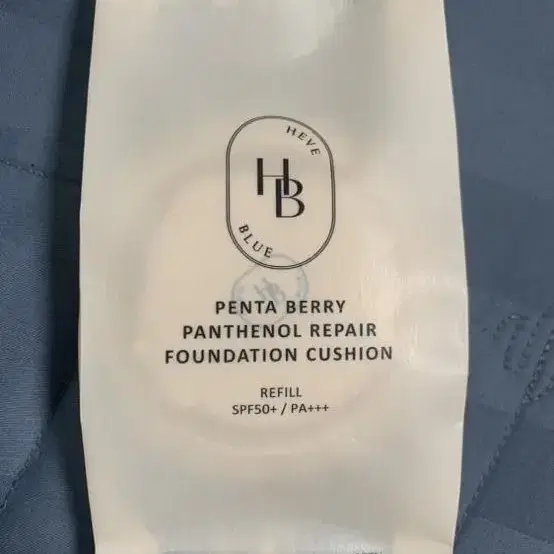 HEVE
HB
BLUE
PENTA BERRY
PANTHENOL REPAIR
FOUNDATION CUSHION
REFILL
SPF50+ / PA+++